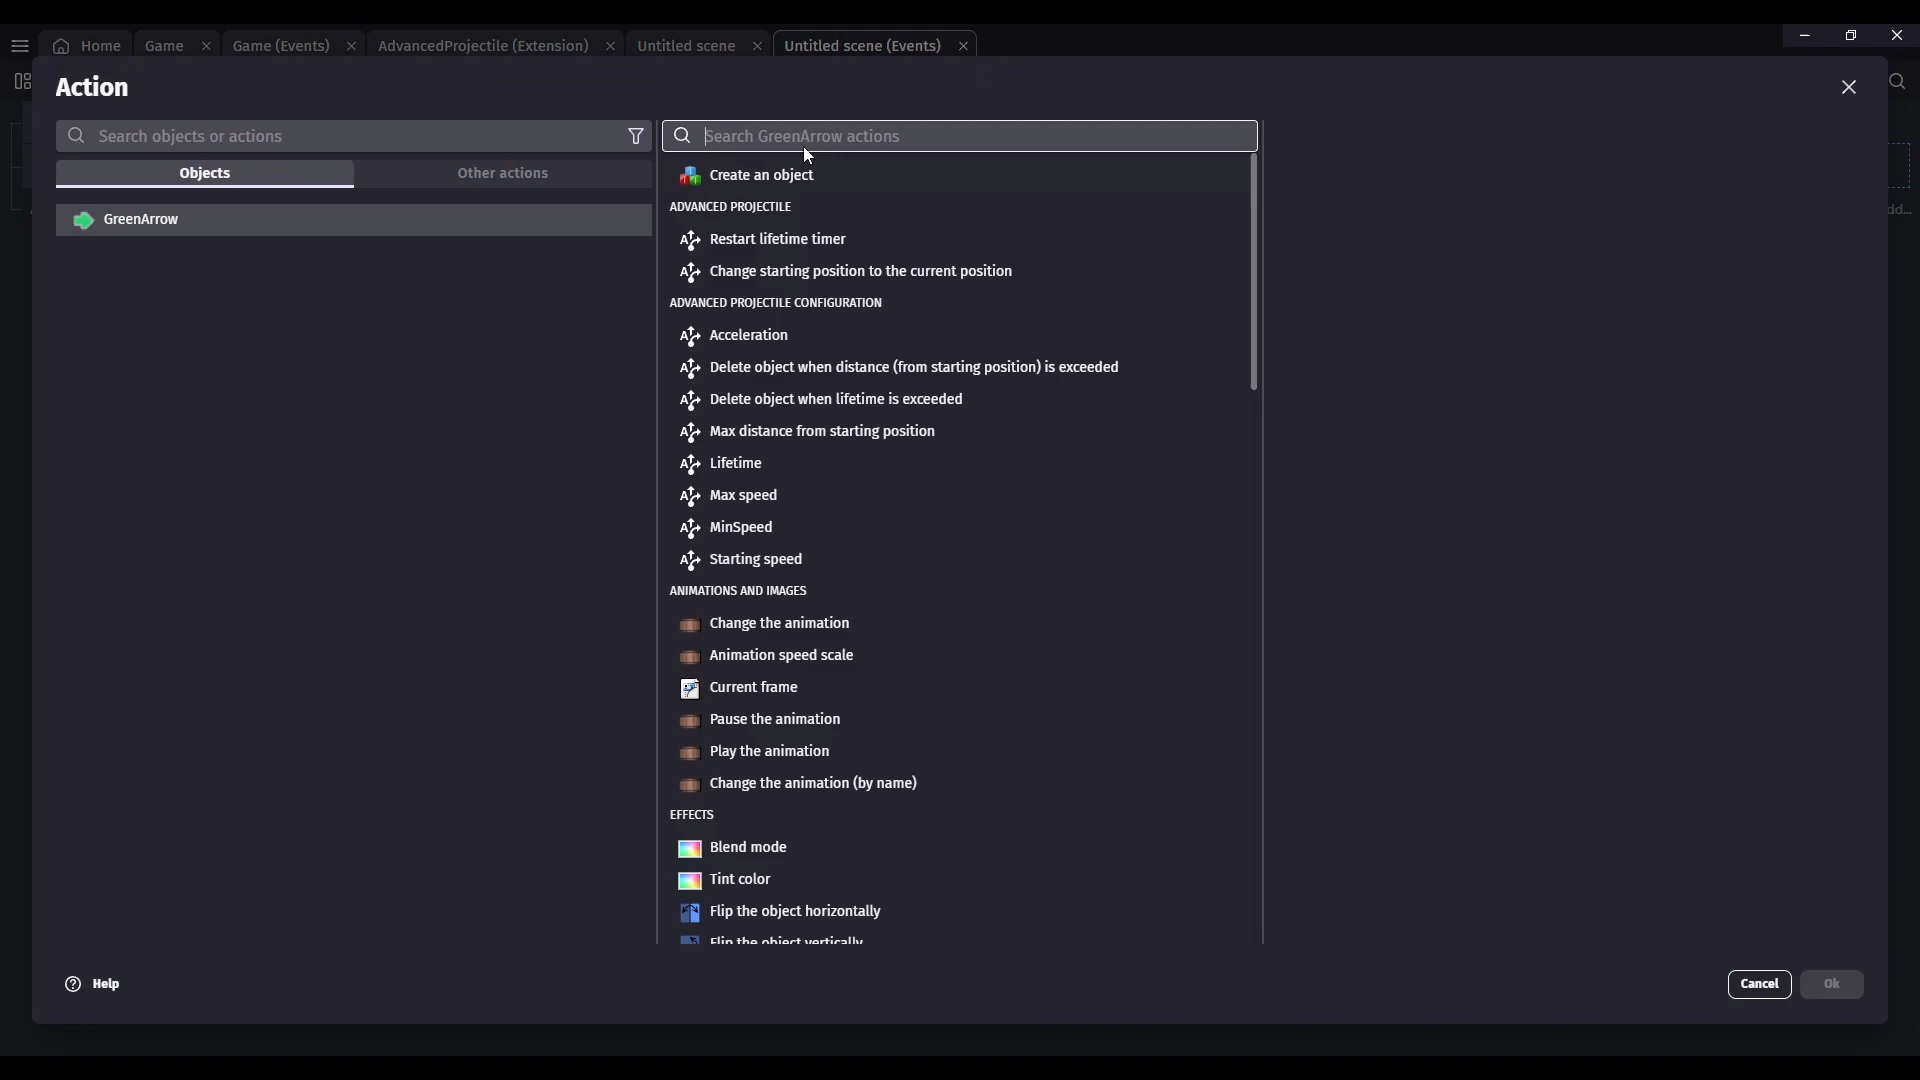 Home
Game
Game (Events)
AdvancedProjectile (Extension)
Untitled scene
Untitled scene (Events)
Action
Search objects or actions
Objects
Other actions
GreenArrow
Search GreenArrow actions
Create an object
ADVANCED PROJECTILE
Restart lifetime timer
Change starting position to the current position
ADVANCED PROJECTILE CONFIGURATION
Acceleration
Delete object when distance (from starting position) is exceeded
Delete object when lifetime is exceeded
Max distance from starting position
Lifetime
Max speed
MinSpeed
Starting speed
ANIMATIONS AND IMAGES
Change the animation
Animation speed scale
Current frame
Pause the animation
Play the animation
Change the animation (by name)
EFFECTS
Blend mode
Tint color
Flip the object horizontally
Flip the object vertically
dd...
Help
Cancel
Ok